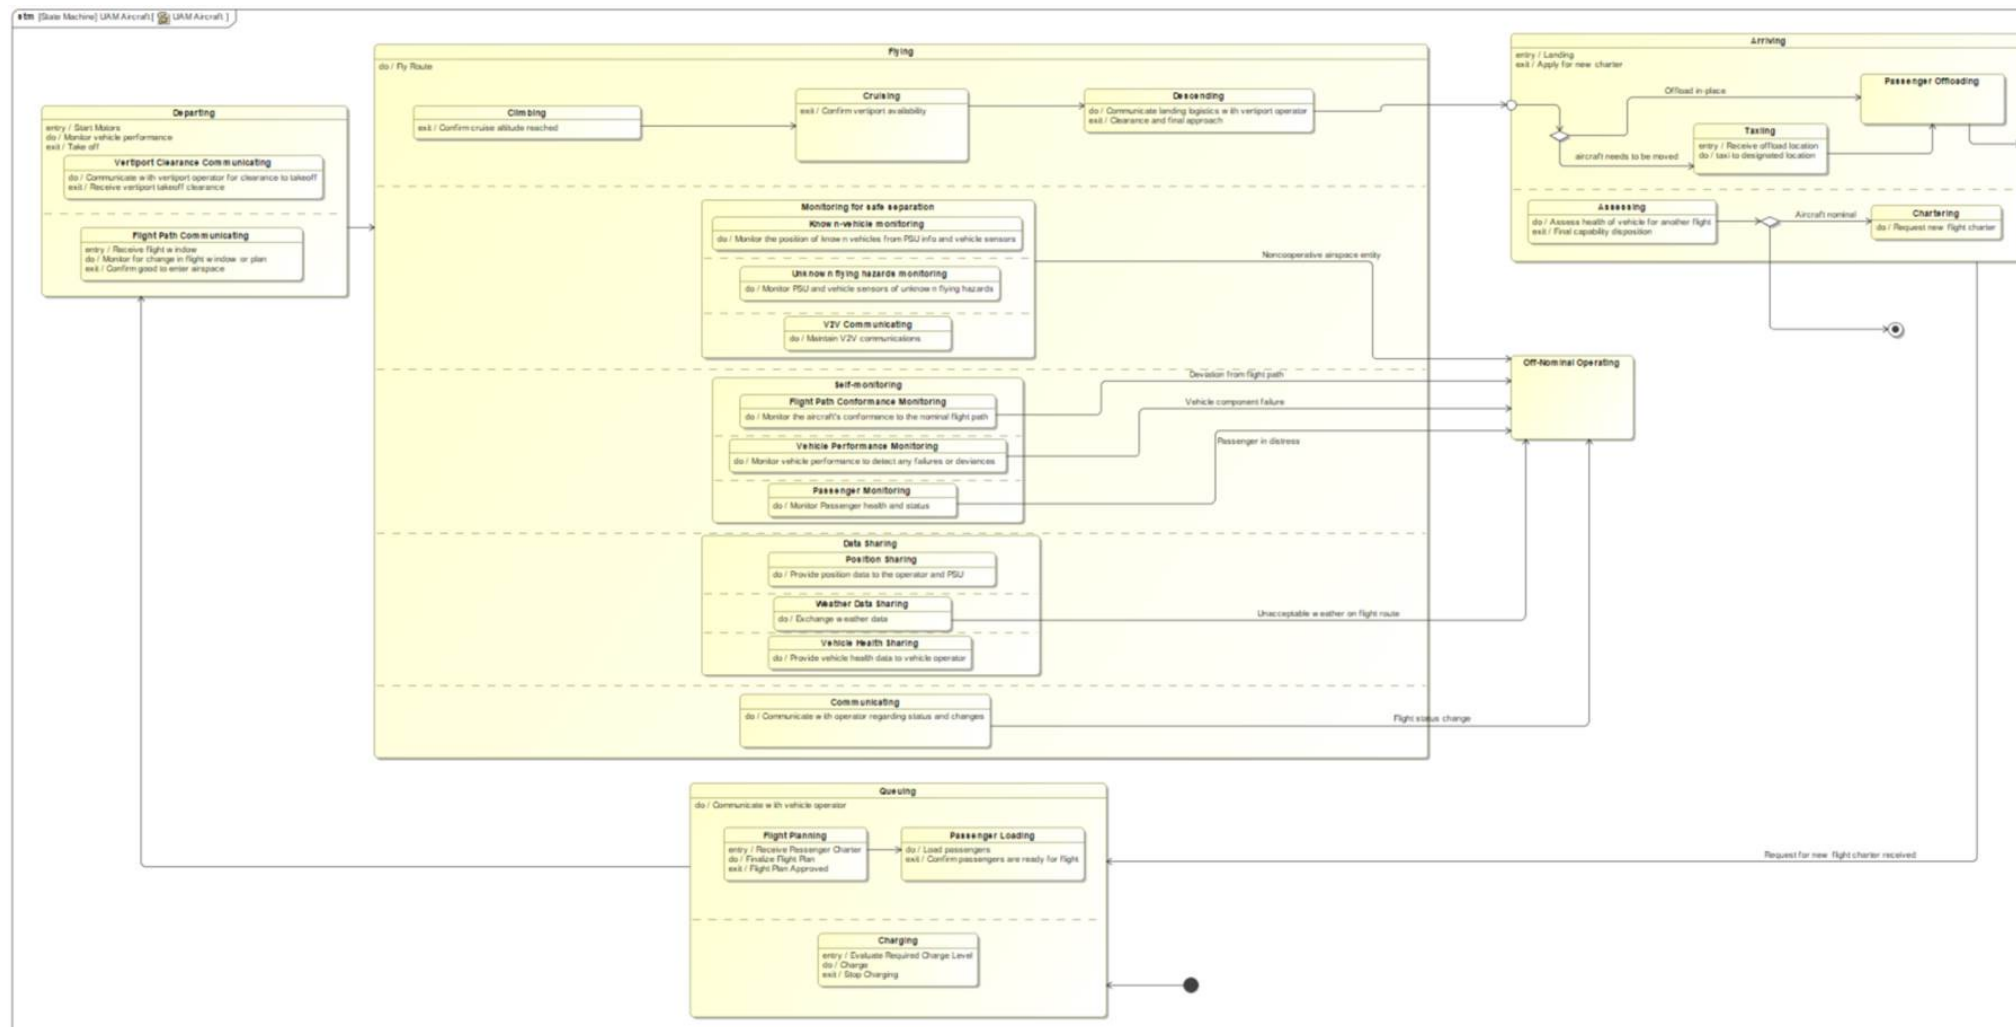 stm [State Machine] UAM Aircraft [ UAM Aircraft ]
Departing
entry / Start Motors
do / Monitor vehicle performance
exit / Take off
Vertiport Clearance Communicating
do / Communicate with vertiport operator for clearance to takeoff
exit / Receive vertiport takeoff clearance
Flight Path Communicating
entry / Receive flight window
do / Monitor for change in flight window or plan
exit / Confirm good to enter airspace
Flying
do / Fly Route
Climbing
exit / Confirm cruise altitude reached
Cruising
exit / Confirm vertiport availability
Descending
do / Communicate landing logistics with vertiport operator
exit / Clearance and final approach
Monitoring for safe separation
Known-vehicle monitoring
do / Monitor the position of known vehicles from PSU info and vehicle sensors
Unknown flying hazards monitoring
do / Monitor PSU and vehicle sensors of unknown flying hazards
V2V Communicating
do / Maintain V2V communications
Noncooperative airspace entity
Self-monitoring
Flight Path Conformance Monitoring
do / Monitor the aircraft's conformance to the nominal flight path
Vehicle Performance Monitoring
do / Monitor vehicle performance to detect any failures or deviances
Passenger Monitoring
do / Monitor Passenger health and status
Deviation from flight path
Vehicle component failure
Passenger in distress
Data Sharing
Position Sharing
do / Provide position data to the operator and PSU
Weather Data Sharing
do / Exchange weather data
Vehicle Health Sharing
do / Provide vehicle health data to vehicle operator
Unacceptable weather on flight route
Communicating
do / Communicate with operator regarding status and changes
Flight status change
Arriving
entry / Landing
exit / Apply for new charter
Offload in place
Passenger Offloading
aircraft needs to be moved
Taxiing
entry / Receive offload location
do / taxi to designated location
Assessing
do / Assess health of vehicle for another flight
exit / Final capability disposition
Aircraft nominal
Chartering
do / Request new flight charter
Off-Nominal Operating
Queuing
do / Communicate with vehicle operator
Flight Planning
entry / Receive Passenger Charter
do / Finalize Flight Plan
exit / Flight Plan Approved
Passenger Loading
do / Load passengers
exit / Confirm passengers are ready for flight
Charging
entry / Evaluate Required Charge Level
do / Charge
exit / Stop Charging
Request for new flight charter received